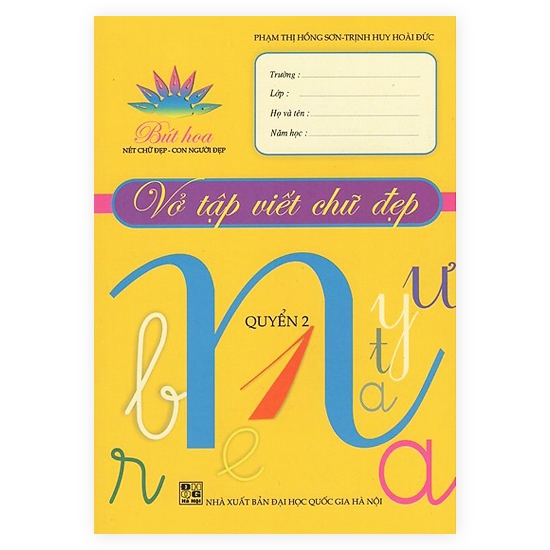 PHẠM THỊ HỒNG SƠN-TRỊNH HUY HOÀI ĐỨC
Trường :
Lớp :
Họ và tên :
Năm học :
Bút hoa
NÉT CHỮ ĐẸP - CON NGƯỜI ĐẸP
Vở tập viết chữ đẹp
QUYỂN 2
n 1
b y ư
t
a
r e a
NHÀ XUẤT BẢN ĐẠI HỌC QUỐC GIA HÀ NỘI